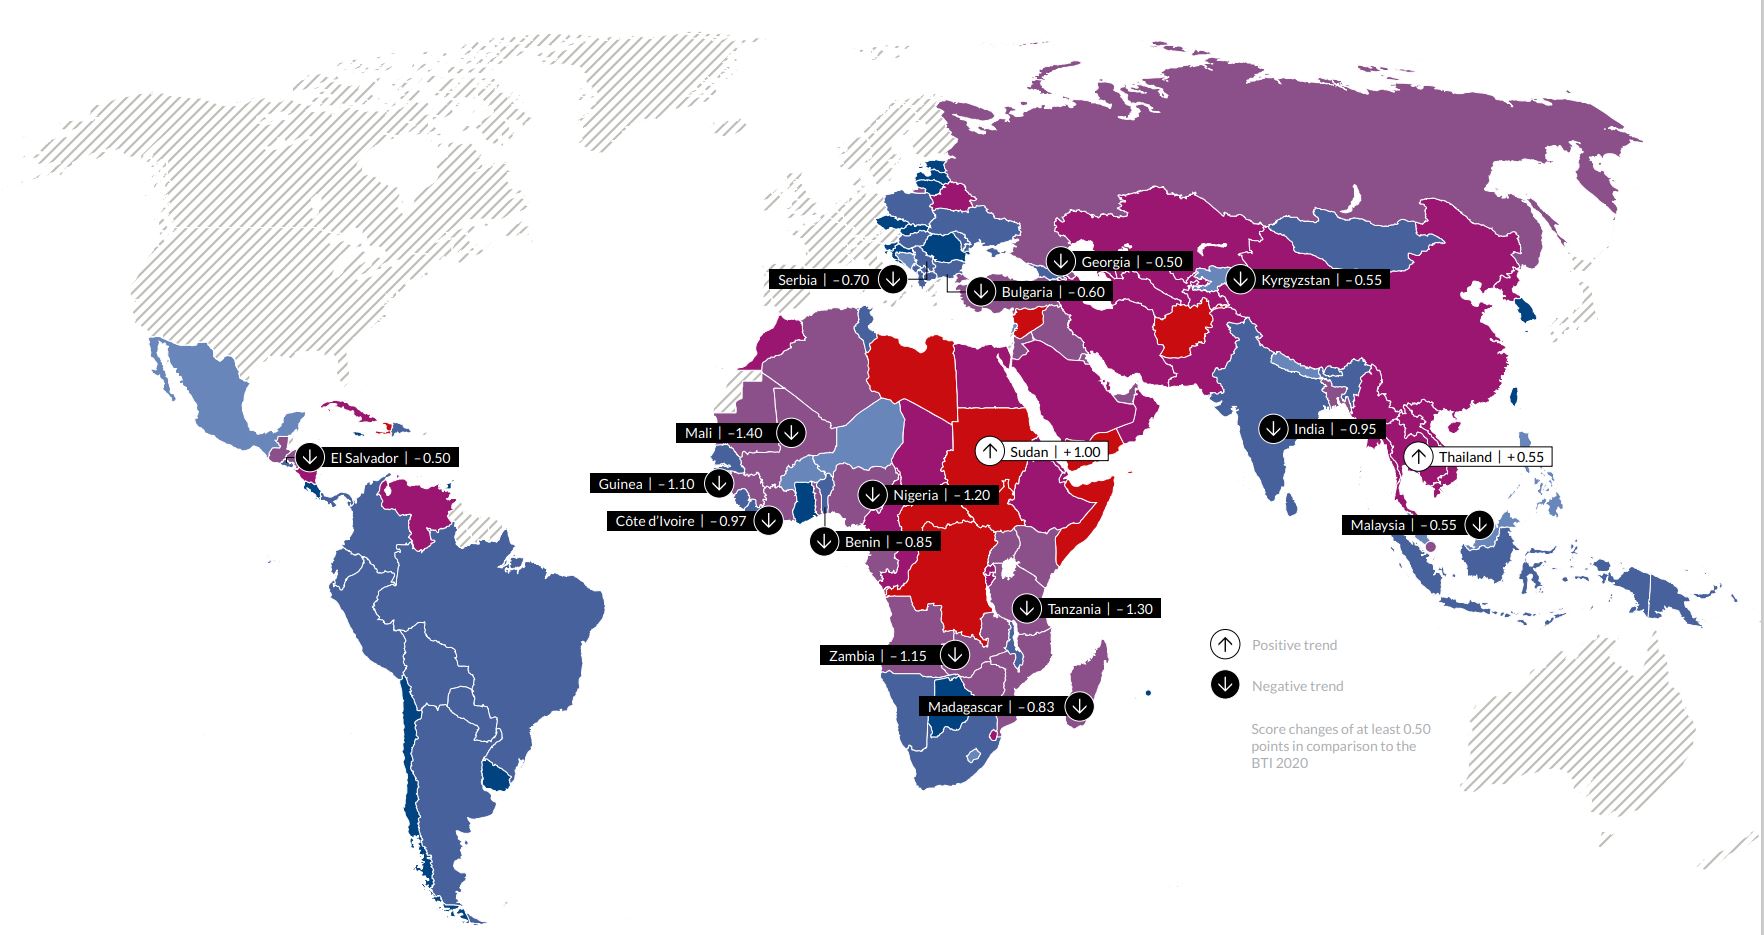 Georgia | – 0.50
Serbia | – 0.70
Kyrgyzstan | – 0.55
Bulgaria | – 0.60
India | – 0.95
Mali | –1.40
Sudan | + 1.00
El Salvador | – 0.50
Thailand | + 0.55
Guinea | – 1.10
Nigeria | – 1.20
Côte d’Ivoire | – 0.97
Malaysia | – 0.55
Benin | – 0.85
Tanzania | – 1.30
Zambia | – 1.15
Madagascar | – 0.83
Positive trend
Negative trend
Score changes of at least 0.50
points in comparison to the
BTI 2020